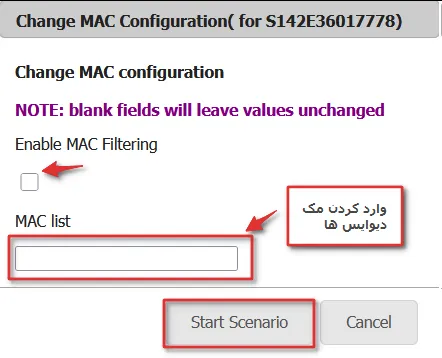 Change MAC Configuration( for S142E36017778)
Change MAC configuration
NOTE: blank fields will leave values unchanged
Enable MAC Filtering
MAC list
وارد کردن مک
دیوایس ها
Start Scenario
Cancel